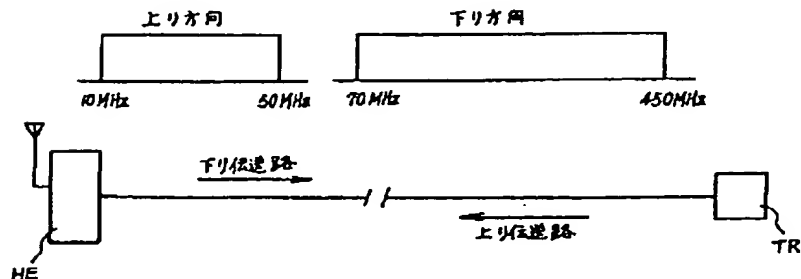 上り方向
下り方向
10MHz
50MHz
70MHz
450MHz
下り伝送路
上り伝送路
HE
TR